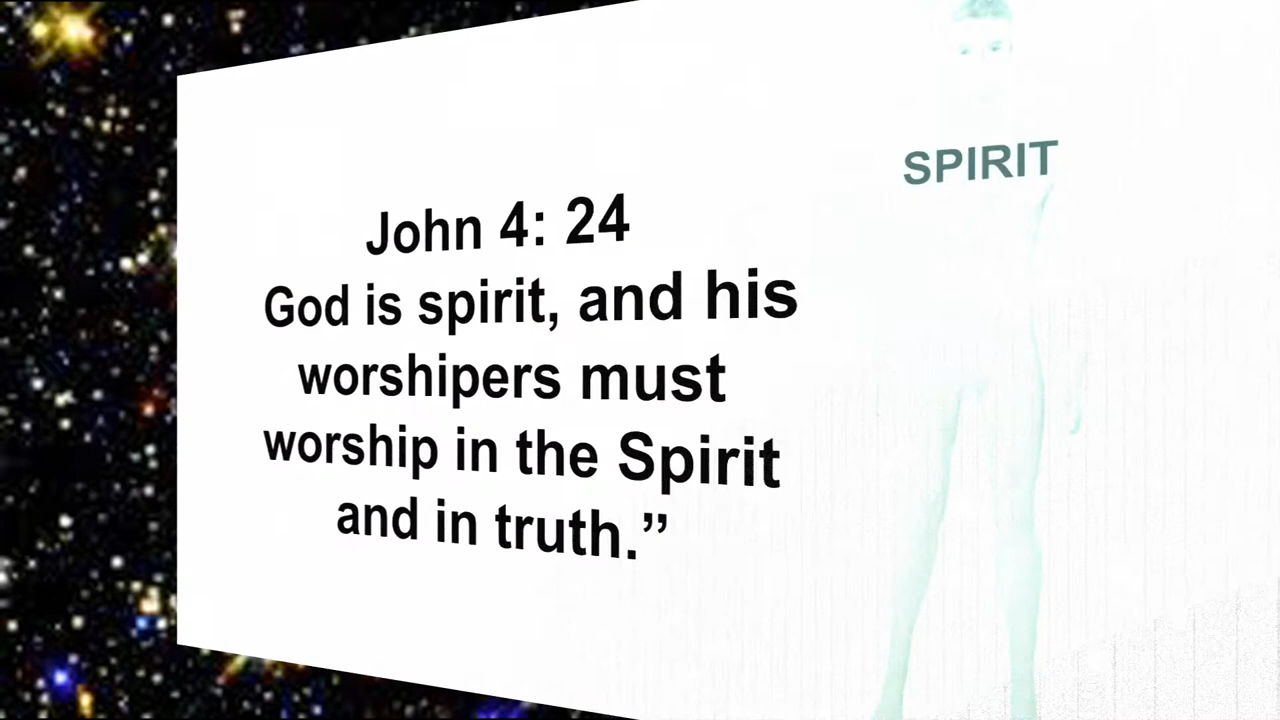 SPIRIT
John 4: 24
God is spirit, and his
worshipers must
worship in the Spirit
and in truth.”